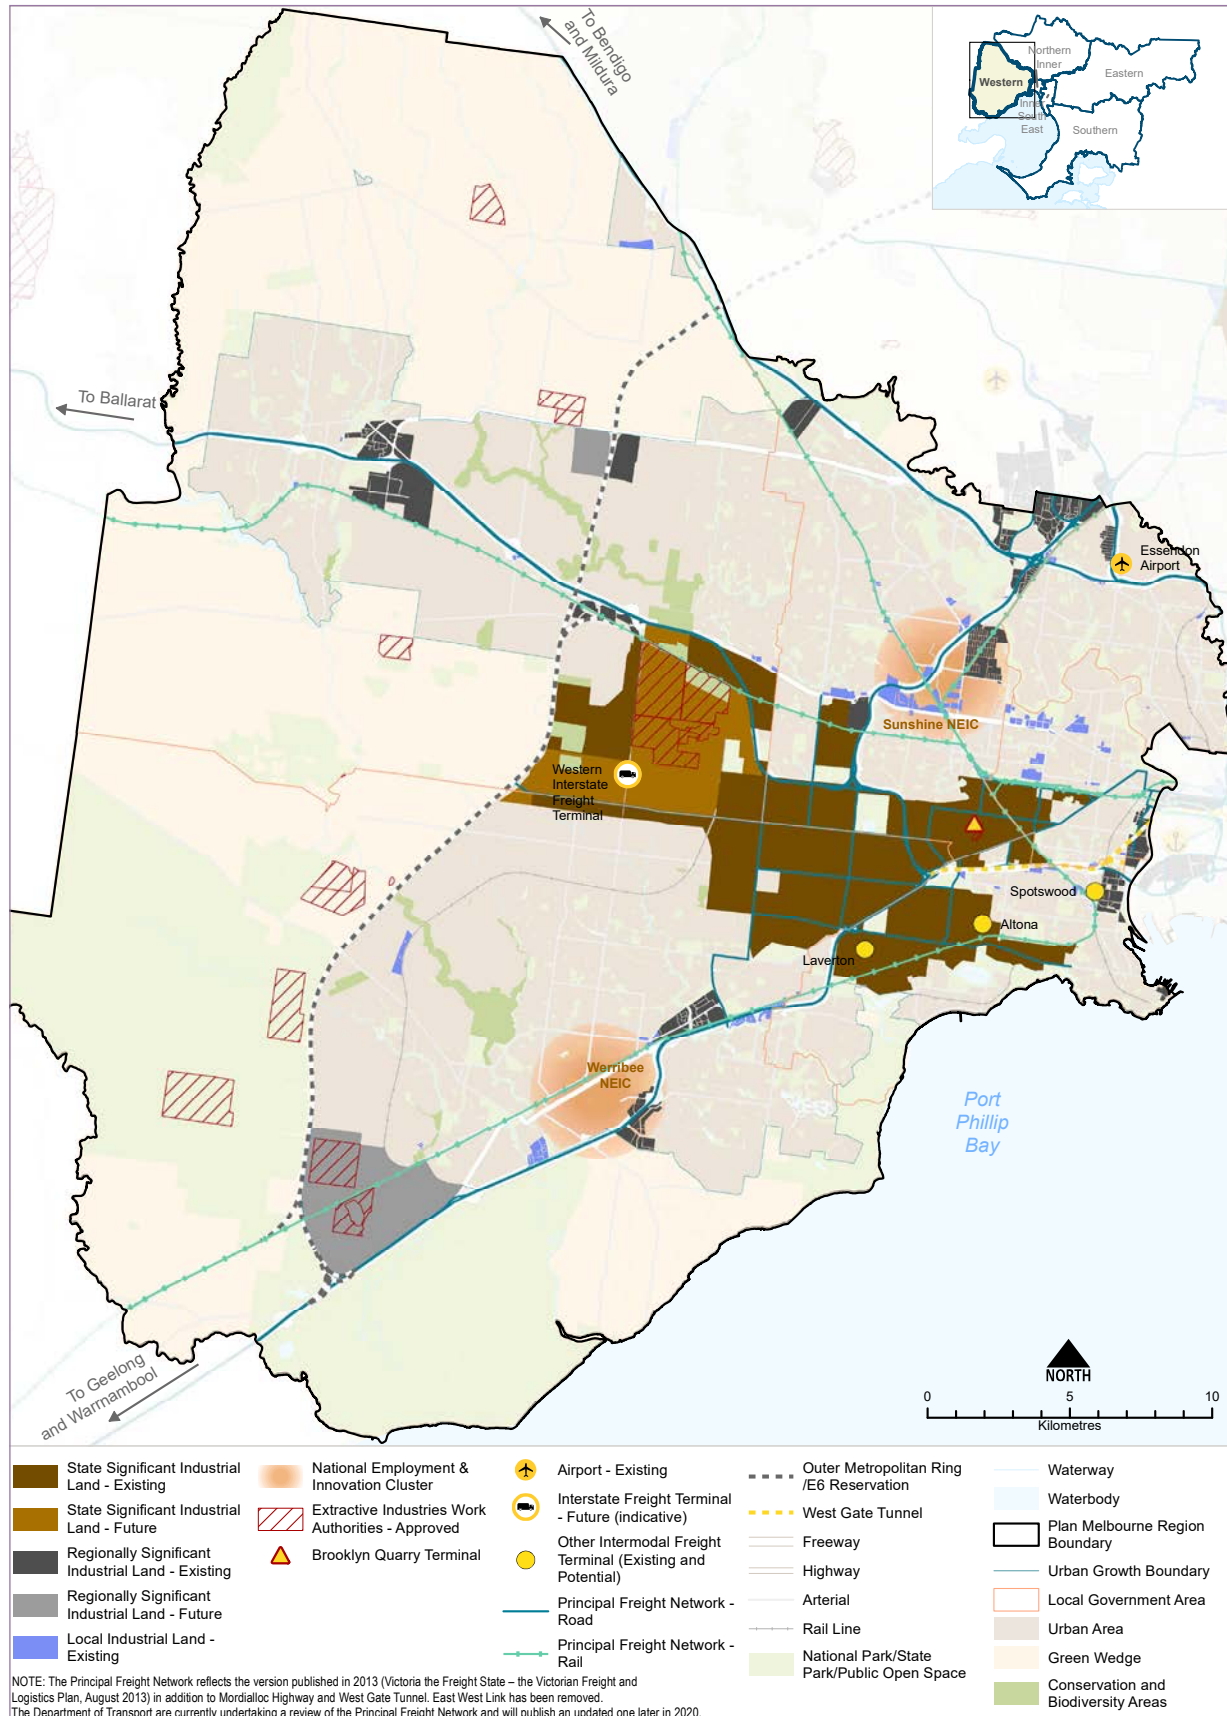 To Bendigo
and Mildura
Northern
Inner
Western
Eastern
Inner
South
East
Southern
To Ballarat
Essendon
Airport
Sunshine NEIC
Western
Interstate
Freight
Terminal
Spotswood
Altona
Laverton
Werribee
NEIC
Port
Phillip
Bay
To Geelong
and Warrnambool
NORTH
0
5
10
Kilometres
State Significant Industrial
Land - Existing
State Significant Industrial
Land - Future
Regionally Significant
Industrial Land - Existing
Regionally Significant
Industrial Land - Future
Local Industrial Land -
Existing
National Employment &
Innovation Cluster
Extractive Industries Work
Authorities - Approved
Brooklyn Quarry Terminal
Airport - Existing
Interstate Freight Terminal
- Future (indicative)
Other Intermodal Freight
Terminal (Existing and
Potential)
Principal Freight Network -
Road
Principal Freight Network -
Rail
Outer Metropolitan Ring
/E6 Reservation
West Gate Tunnel
Freeway
Highway
Arterial
Rail Line
National Park/State
Park/Public Open Space
Waterway
Waterbody
Plan Melbourne Region
Boundary
Urban Growth Boundary
Local Government Area
Urban Area
Green Wedge
Conservation and
Biodiversity Areas
NOTE: The Principal Freight Network reflects the version published in 2013 (Victoria the Freight State – the Victorian Freight and
Logistics Plan, August 2013) in addition to Mordialloc Highway and West Gate Tunnel. East West Link has been removed.
The Department of Transport are currently undertaking a review of the Principal Freight Network and will publish an updated one later in 2020.